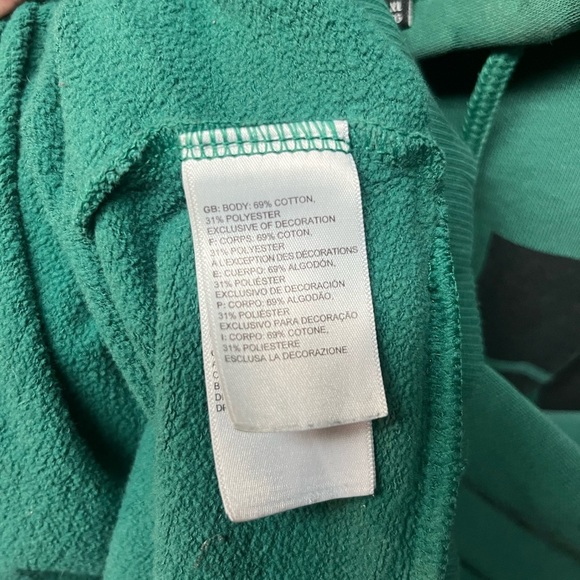 XL
GB: BODY: 69% COTTON,
31% POLYESTER
EXCLUSIVE OF DECORATION
F: CORPS: 69% COTON,
31% POLYESTER
À L'EXCEPTION DES DÉCORATIONS
E: CUERPO: 69% ALGODÓN,
31% POLIÉSTER
EXCLUSIVO DE DECORACIÓN
P: CORPO: 69% ALGODÃO,
31% POLIÉSTER
EXCLUSIVO PARA DECORAÇÃO
I: CORPO: 69% COTONE,
31% POLIESTERE
ESCLUSA LA DECORAZIONE